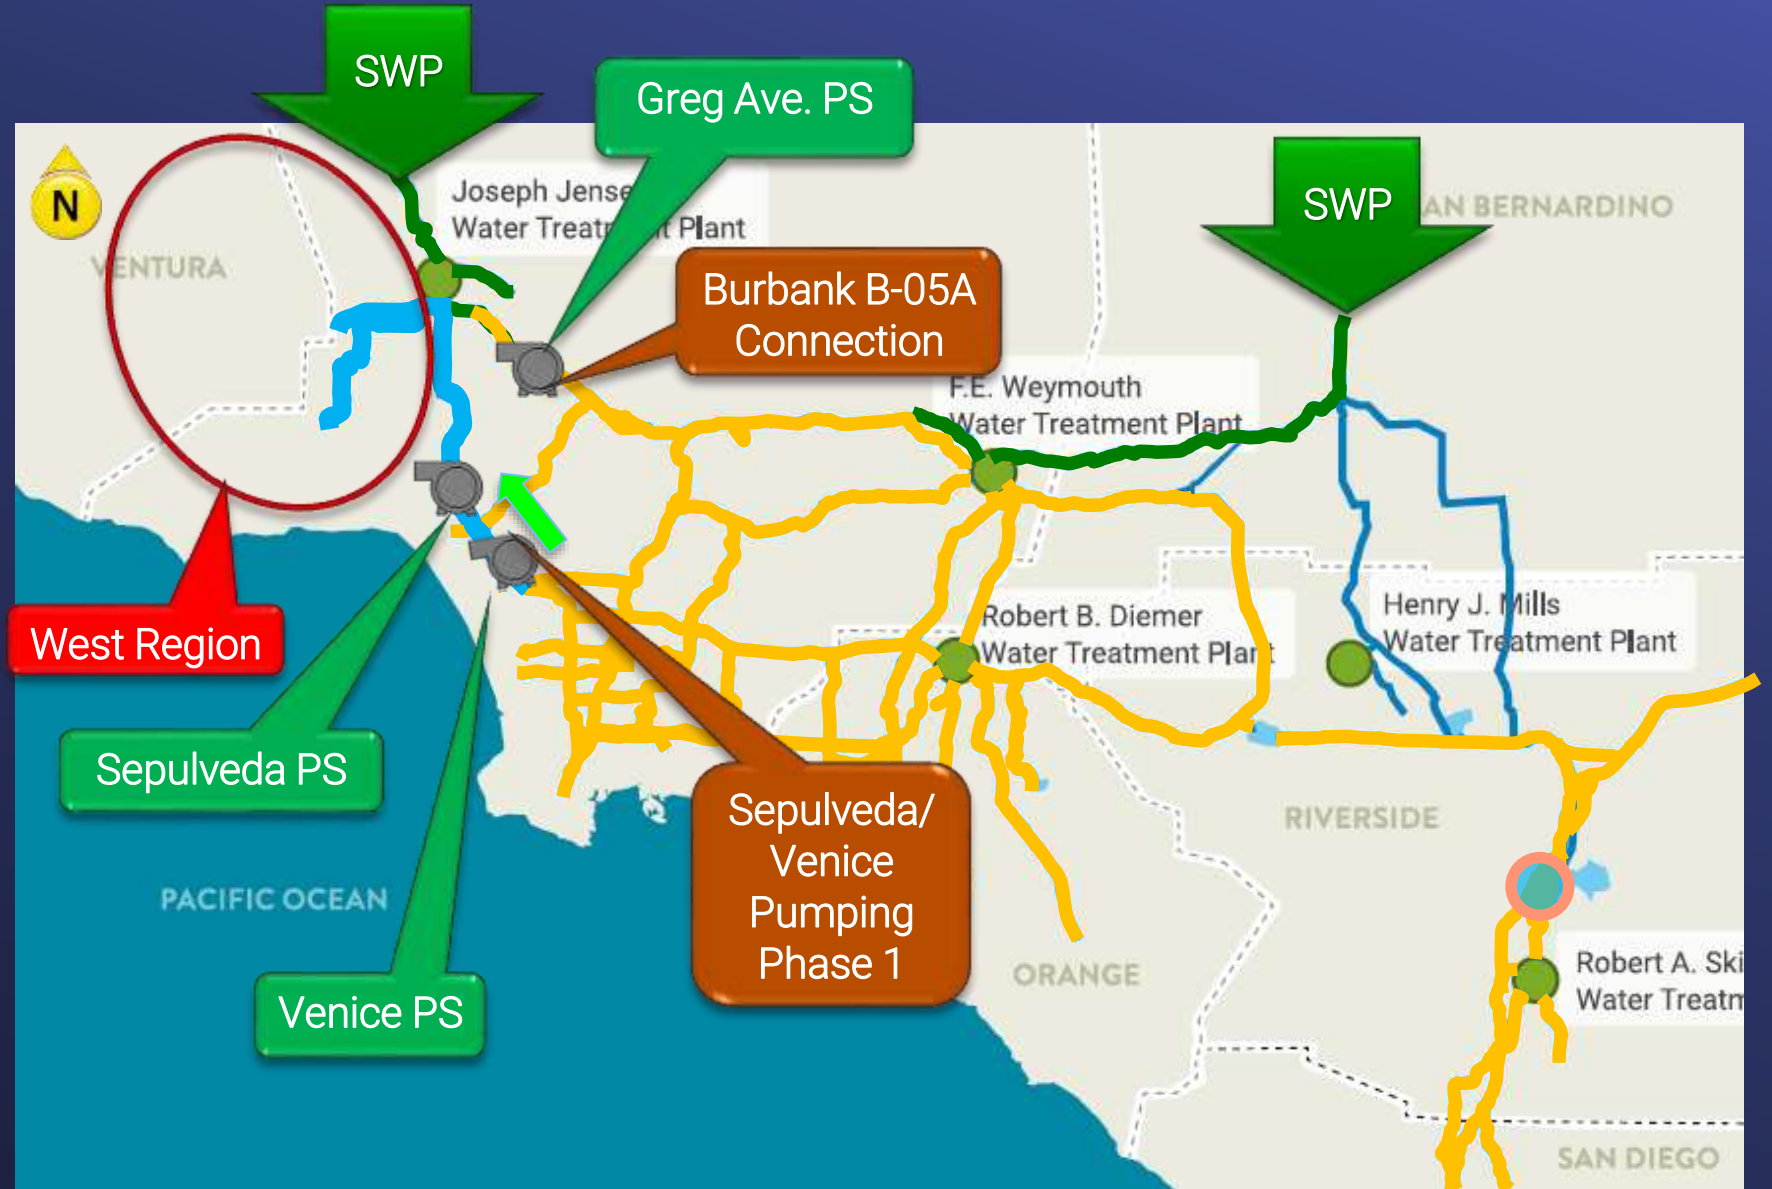 SWP
Greg Ave. PS
N
Joseph Jense
Water Treatm t Plant
SWP
AN BERNARDINO
VENTURA
Burbank B-05A
Connection
F.E. Weymouth
Water Treatment Plant
Robert B. Diemer
Water Treatment Plant
Henry J. Mills
Water Treatment Plant
West Region
Sepulveda PS
Sepulveda/
Venice
Pumping
Phase 1
RIVERSIDE
PACIFIC OCEAN
Venice PS
ORANGE
Robert A. Ski
Water Treatm
SAN DIEGO